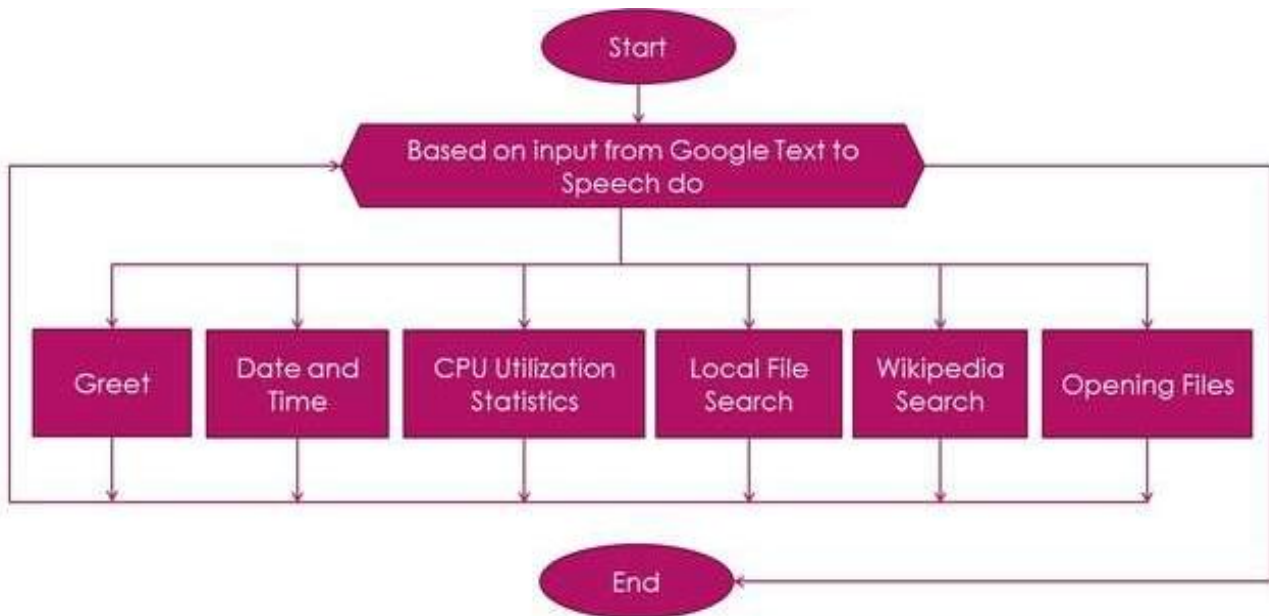 Start
Based on input from Google Text to
Speech do
Greet
Date and
Time
CPU Utilization
Statistics
Local File
Search
Wikipedia
Search
Opening Files
End